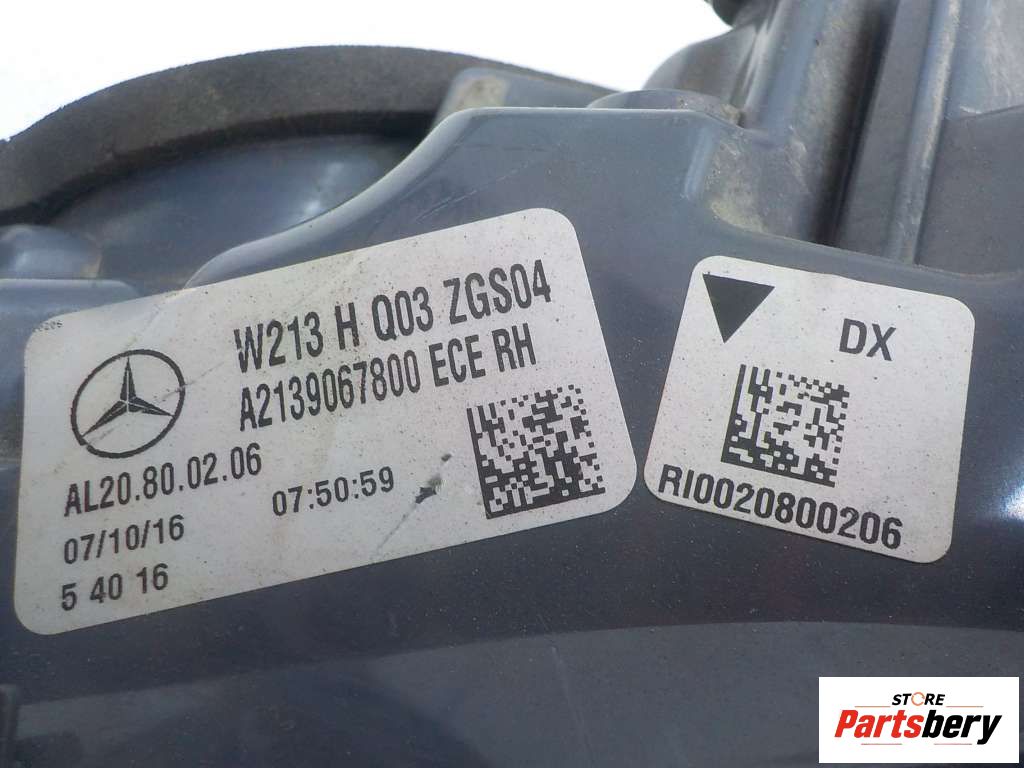 W213 H Q03 ZGS04
A2139067800 ECE RH
AL20.80.02.06
07/10/16 07:50:59
5 40 16
DX
RI0020800206
STORE
Partsbery